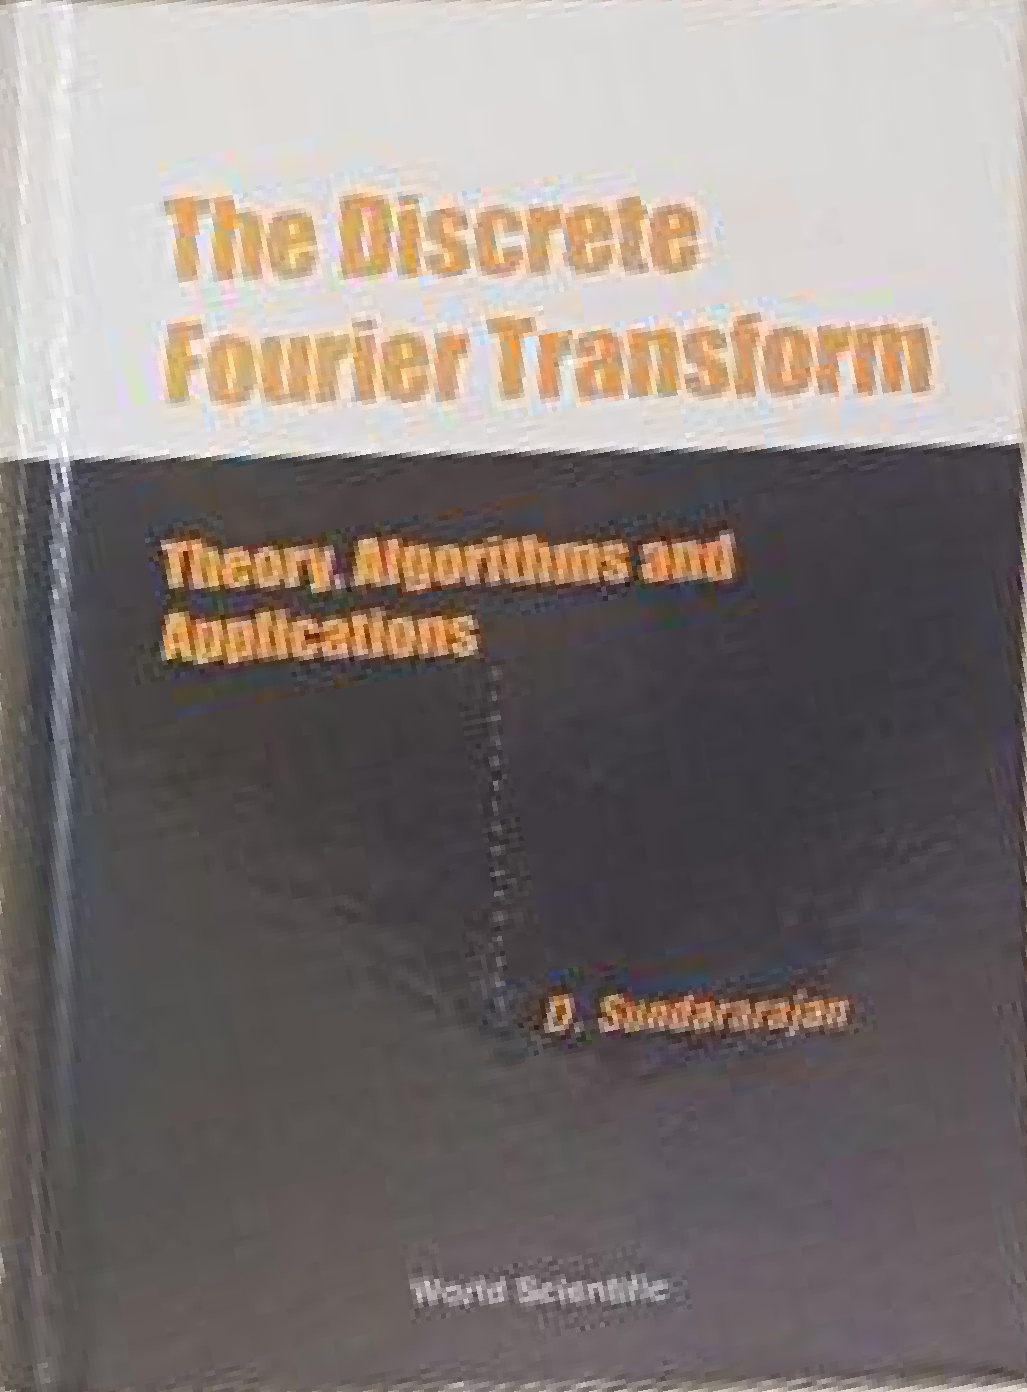 The Discrete
Fourier Transform
Theory, Algorithms and
Applications
D. Sundararajan
World Scientific